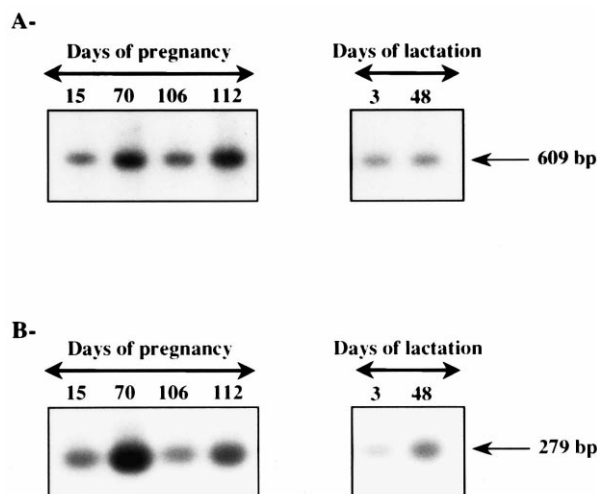 A-
Days of pregnancy Days of lactation
15 70 106 112 3 48
609 bp
B-
Days of pregnancy Days of lactation
15 70 106 112 3 48
279 bp